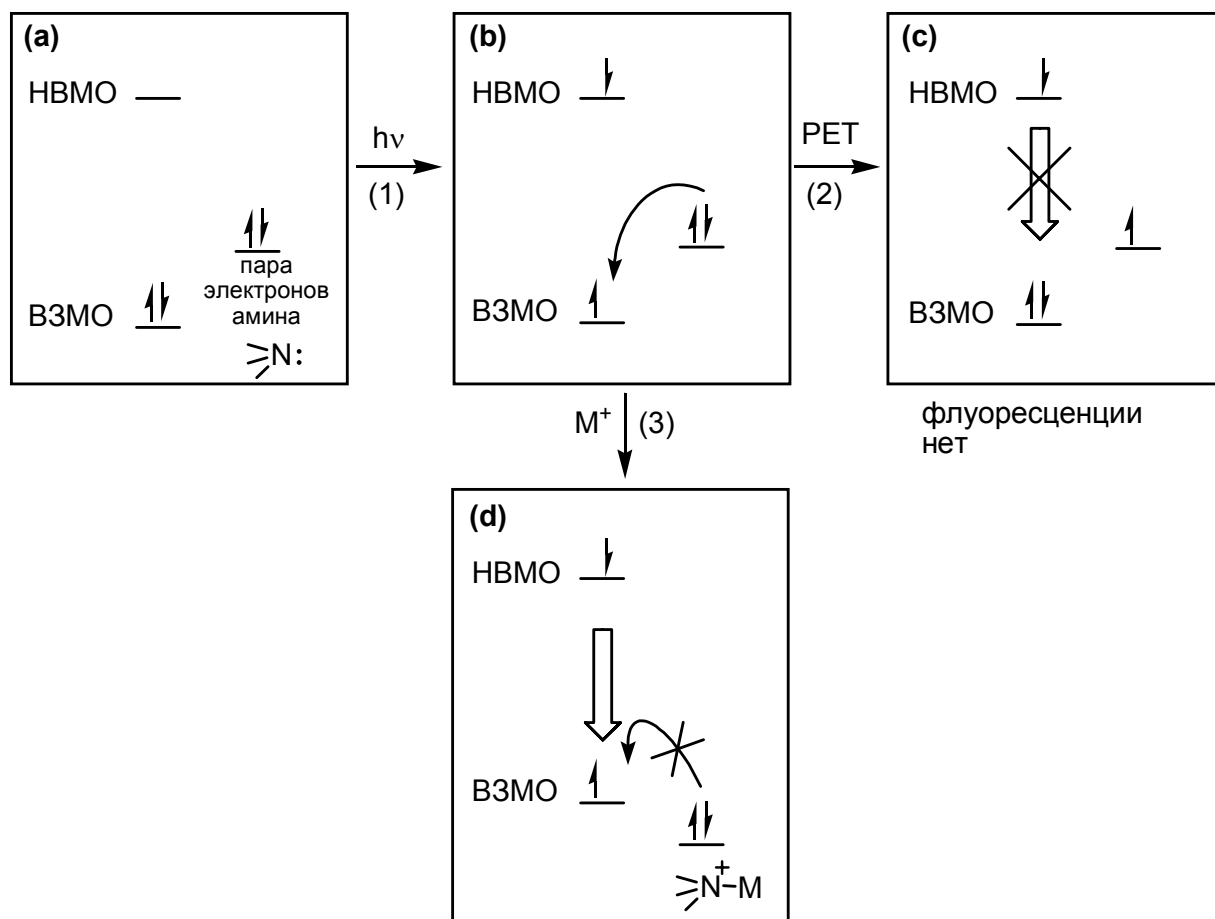 (a)
НВМО
пара
электронов
амина
ВЗМО
N:
hν
(1)
(b)
НВМО
ВЗМО
PET
(2)
(c)
НВМО
ВЗМО
флуоресценции
нет
M⁺ (3)
(d)
НВМО
ВЗМО
N⁺-M